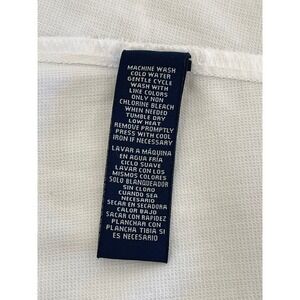 MACHINE WASH
COLD WATER
GENTLE CYCLE
WASH WITH
LIKE COLORS
ONLY NON
CHLORINE BLEACH
WHEN NEEDED
TUMBLE DRY
LOW HEAT
REMOVE PROMPTLY
PRESS WITH COOL
IRON IF NECESSARY
LAVAR A MÁQUINA
EN AGUA FRÍA
CICLO SUAVE
LAVAR CON LOS
MISMOS COLORES
SOLO BLANQUEADOR
SIN CLORO
CUANDO SEA
NECESARIO
SECAR EN SECADORA
CALOR BAJO
SACAR CON RÁPIDEZ
PLANCHAR CON
PLANCHA TIBIA SI
ES NECESARIO